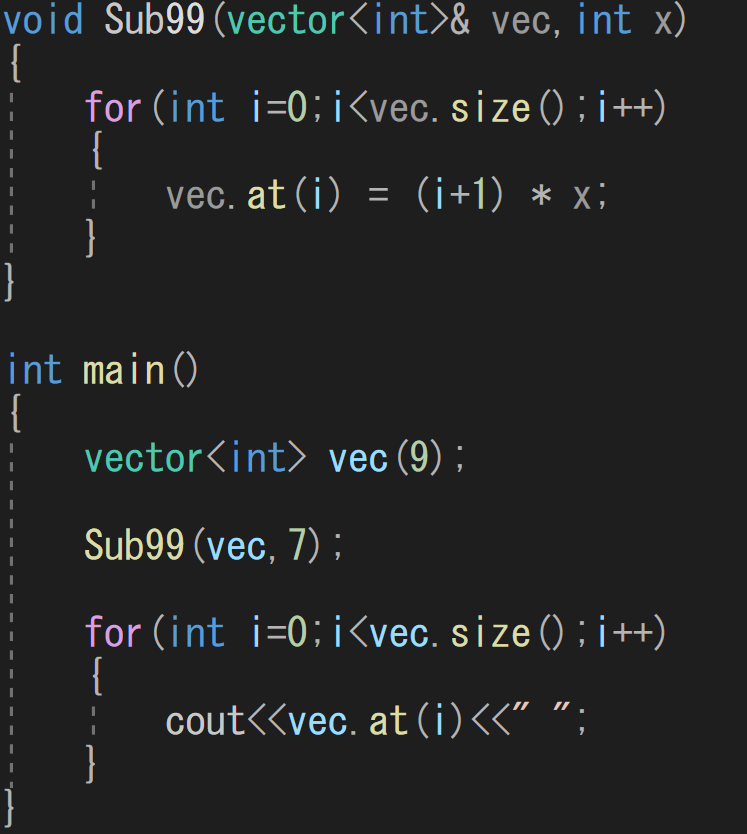 void Sub99(vector<int>& vec,int x)
{
    for(int i=0;i<vec.size();i++)
    {
        vec.at(i) = (i+1) * x;
    }
}
int main()
{
    vector<int> vec(9);
    Sub99(vec,7);
    for(int i=0;i<vec.size();i++)
    {
        cout<<vec.at(i)<<" ";
    }
}